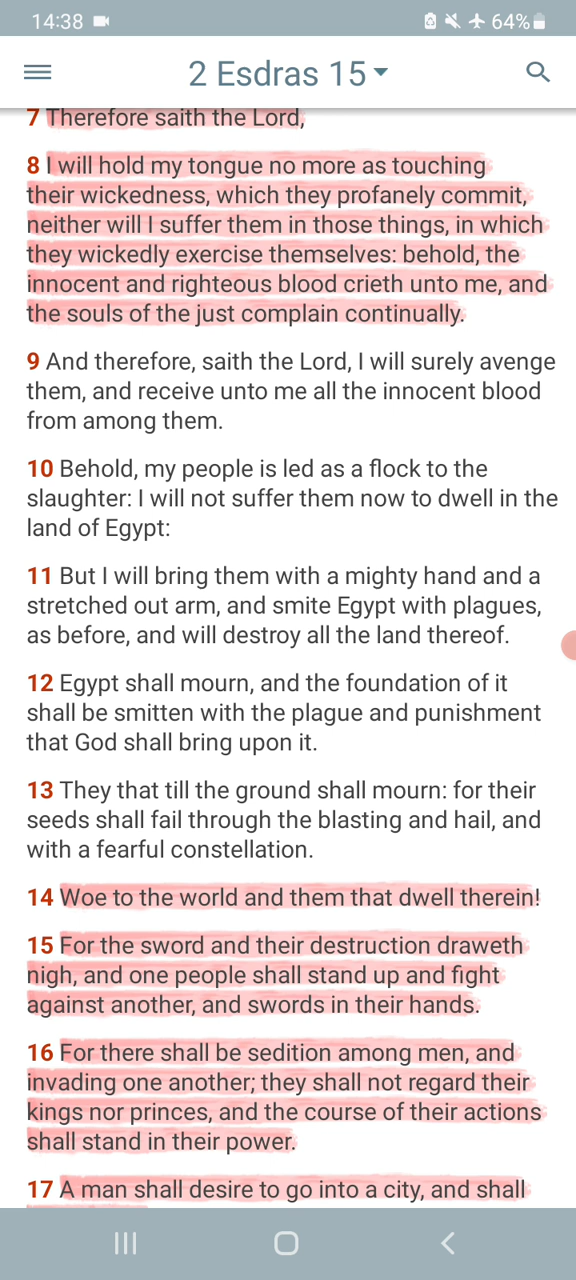 14:38
64%
2 Esdras 15
7 Therefore saith the Lord,
8 I will hold my tongue no more as touching
their wickedness, which they profanely commit,
neither will I suffer them in those things, in which
they wickedly exercise themselves: behold, the
innocent and righteous blood crieth unto me, and
the souls of the just complain continually.
9 And therefore, saith the Lord, I will surely avenge
them, and receive unto me all the innocent blood
from among them.
10 Behold, my people is led as a flock to the
slaughter: I will not suffer them now to dwell in the
land of Egypt:
11 But I will bring them with a mighty hand and a
stretched out arm, and smite Egypt with plagues,
as before, and will destroy all the land thereof.
12 Egypt shall mourn, and the foundation of it
shall be smitten with the plague and punishment
that God shall bring upon it.
13 They that till the ground shall mourn: for their
seeds shall fail through the blasting and hail, and
with a fearful constellation.
14 Woe to the world and them that dwell therein!
15 For the sword and their destruction draweth
nigh, and one people shall stand up and fight
against another, and swords in their hands.
16 For there shall be sedition among men, and
invading one another; they shall not regard their
kings nor princes, and the course of their actions
shall stand in their power.
17 A man shall desire to go into a city, and shall